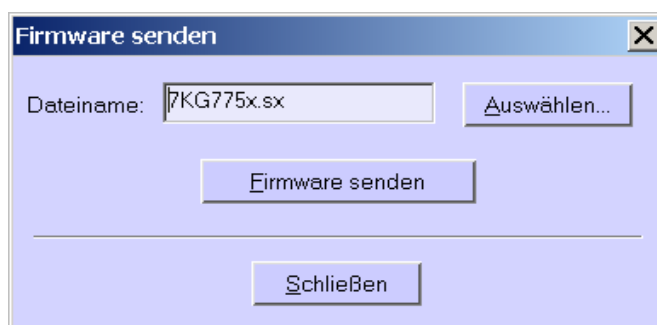 Firmware senden
Dateiname: 7KG775x.sx Auswählen...
Firmware senden
Schließen